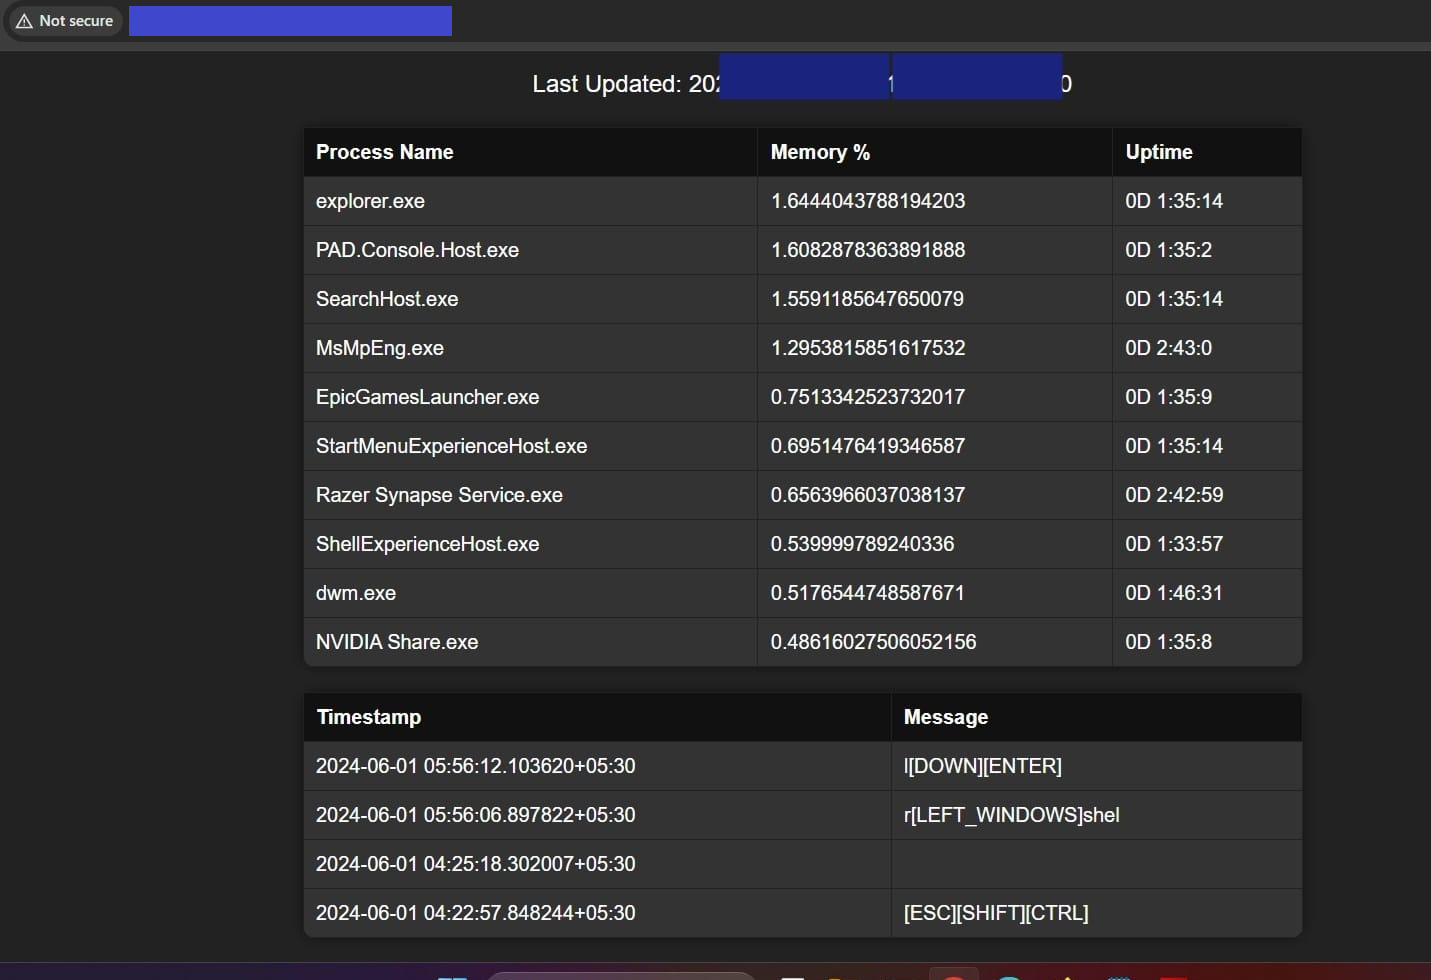 Not secure
Last Updated: 202 1 0
Process Name Memory % Uptime
explorer.exe 1.6444043788194203 0D 1:35:14
PAD.Console.Host.exe 1.6082878363891888 0D 1:35:2
SearchHost.exe 1.5591185647650079 0D 1:35:14
MsMpEng.exe 1.2953815851617532 0D 2:43:0
EpicGamesLauncher.exe 0.7513342523732017 0D 1:35:9
StartMenuExperienceHost.exe 0.6951476419346587 0D 1:35:14
Razer Synapse Service.exe 0.6563966037038137 0D 2:42:59
ShellExperienceHost.exe 0.539999789240336 0D 1:33:57
dwm.exe 0.5176544748587671 0D 1:46:31
NVIDIA Share.exe 0.48616027506052156 0D 1:35:8
Timestamp Message
2024-06-01 05:56:12.103620+05:30 l[DOWN][ENTER]
2024-06-01 05:56:06.897822+05:30 r[LEFT_WINDOWS]shel
2024-06-01 04:25:18.302007+05:30
2024-06-01 04:22:57.848244+05:30 [ESC][SHIFT][CTRL]